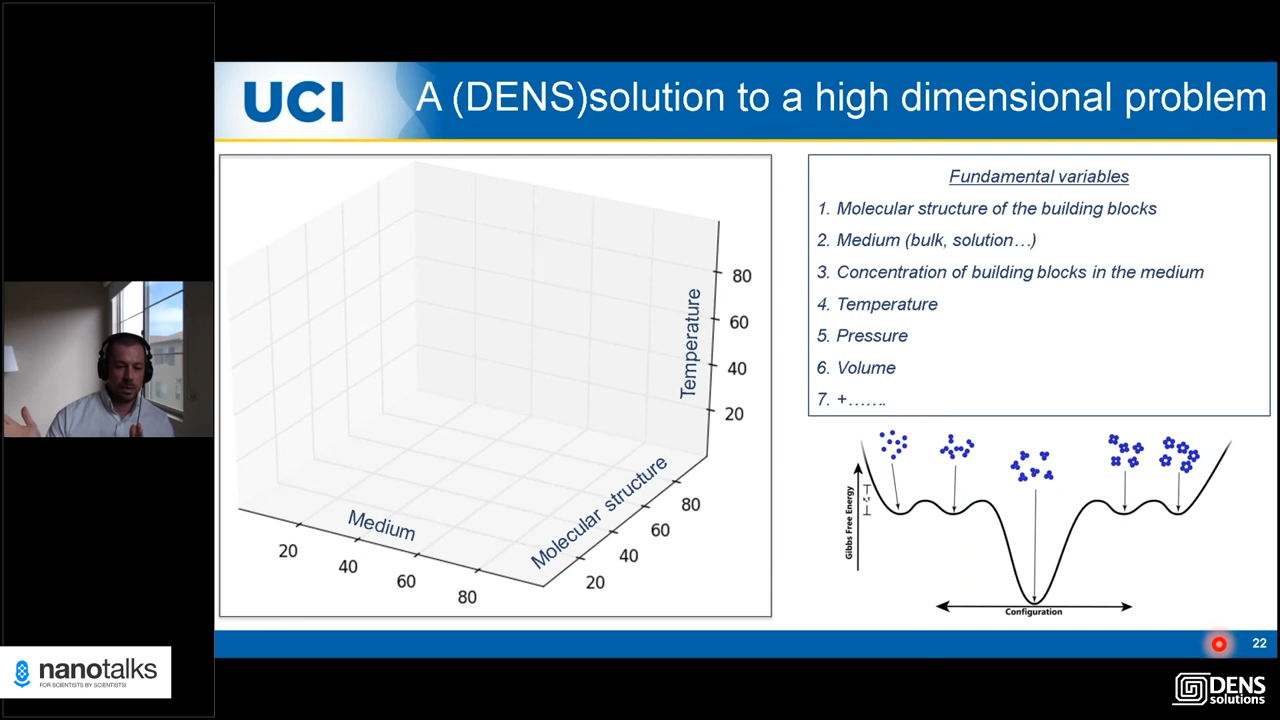 UCI
A (DENS)solution to a high dimensional problem
Temperature
80
60
40
20
Medium
20
40
60
80
Molecular structure
20
40
60
80
Fundamental variables
1. Molecular structure of the building blocks
2. Medium (bulk, solution…)
3. Concentration of building blocks in the medium
4. Temperature
5. Pressure
6. Volume
7. +…….
Gibbs Free Energy
Configuration
22
nanotalks
FOR SCIENTISTS BY SCIENTISTS!
DENS
solutions